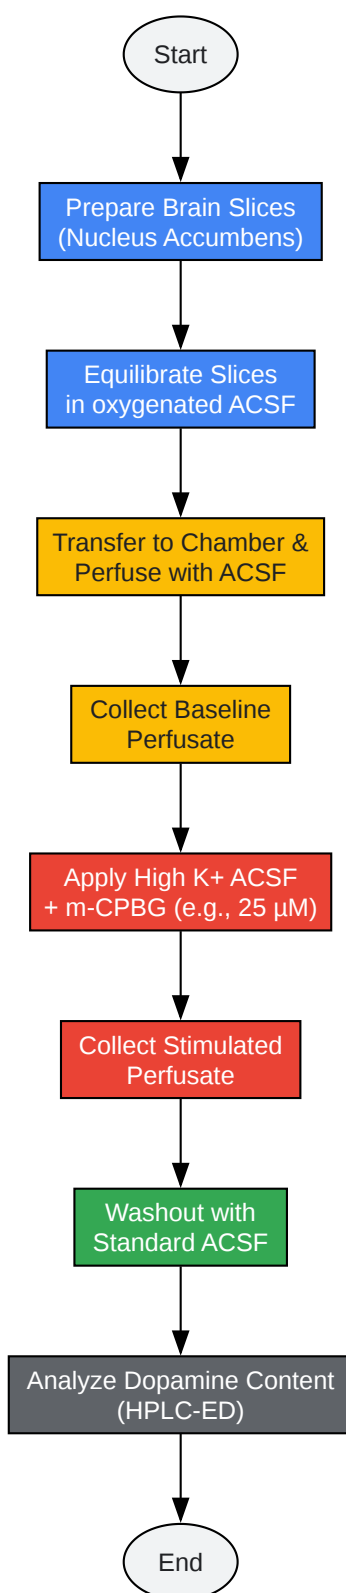 Start
Prepare Brain Slices
(Nucleus Accumbens)
Equilibrate Slices
in oxygenated ACSF
Transfer to Chamber &
Perfuse with ACSF
Collect Baseline
Perfusate
Apply High K+ ACSF
+ m-CPBG (e.g., 25 µM)
Collect Stimulated
Perfusate
Washout with
Standard ACSF
Analyze Dopamine Content
(HPLC-ED)
End